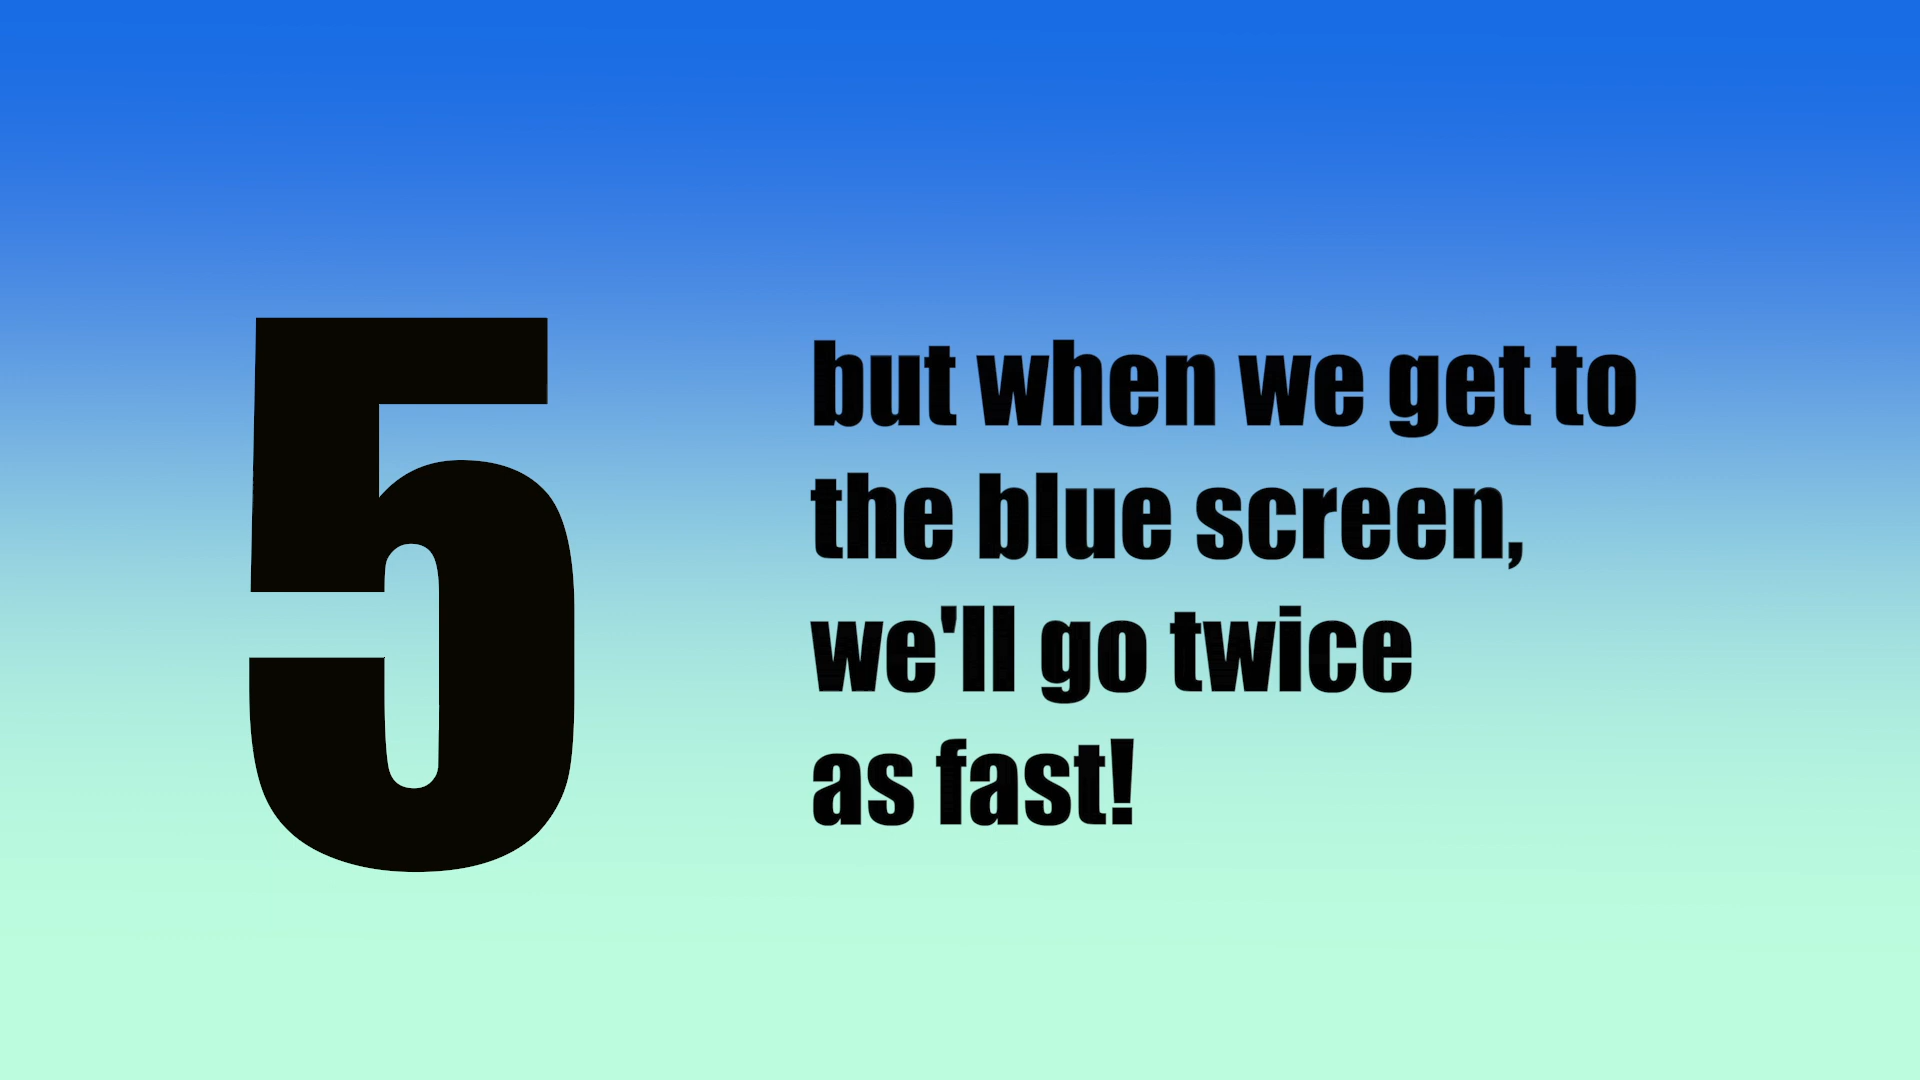 5
but when we get to
the blue screen,
we'll go twice
as fast!